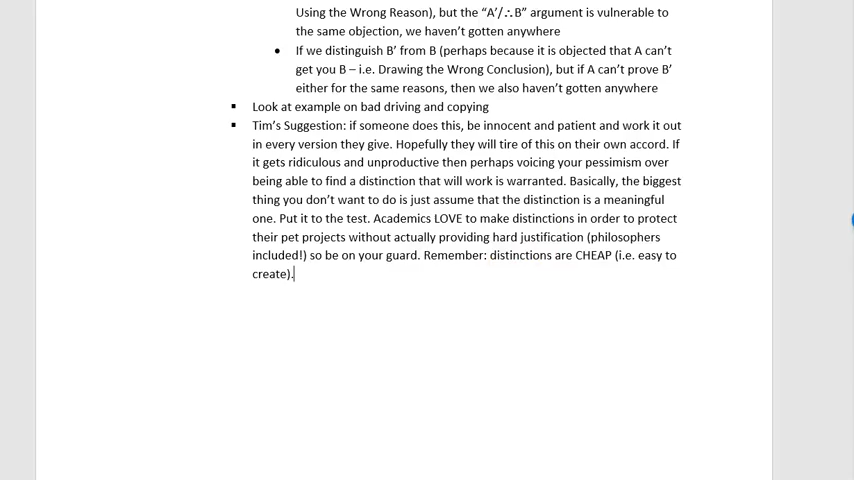 Using the Wrong Reason), but the “A’/∴B” argument is vulnerable to
the same objection, we haven’t gotten anywhere
• If we distinguish B’ from B (perhaps because it is objected that A can’t
get you B – i.e. Drawing the Wrong Conclusion), but if A can’t prove B’
either for the same reasons, then we also haven’t gotten anywhere
▪ Look at example on bad driving and copying
▪ Tim’s Suggestion: if someone does this, be innocent and patient and work it out
in every version they give. Hopefully they will tire of this on their own accord. If
it gets ridiculous and unproductive then perhaps voicing your pessimism over
being able to find a distinction that will work is warranted. Basically, the biggest
thing you don’t want to do is just assume that the distinction is a meaningful
one. Put it to the test. Academics LOVE to make distinctions in order to protect
their pet projects without actually providing hard justification (philosophers
included!) so be on your guard. Remember: distinctions are CHEAP (i.e. easy to
create).